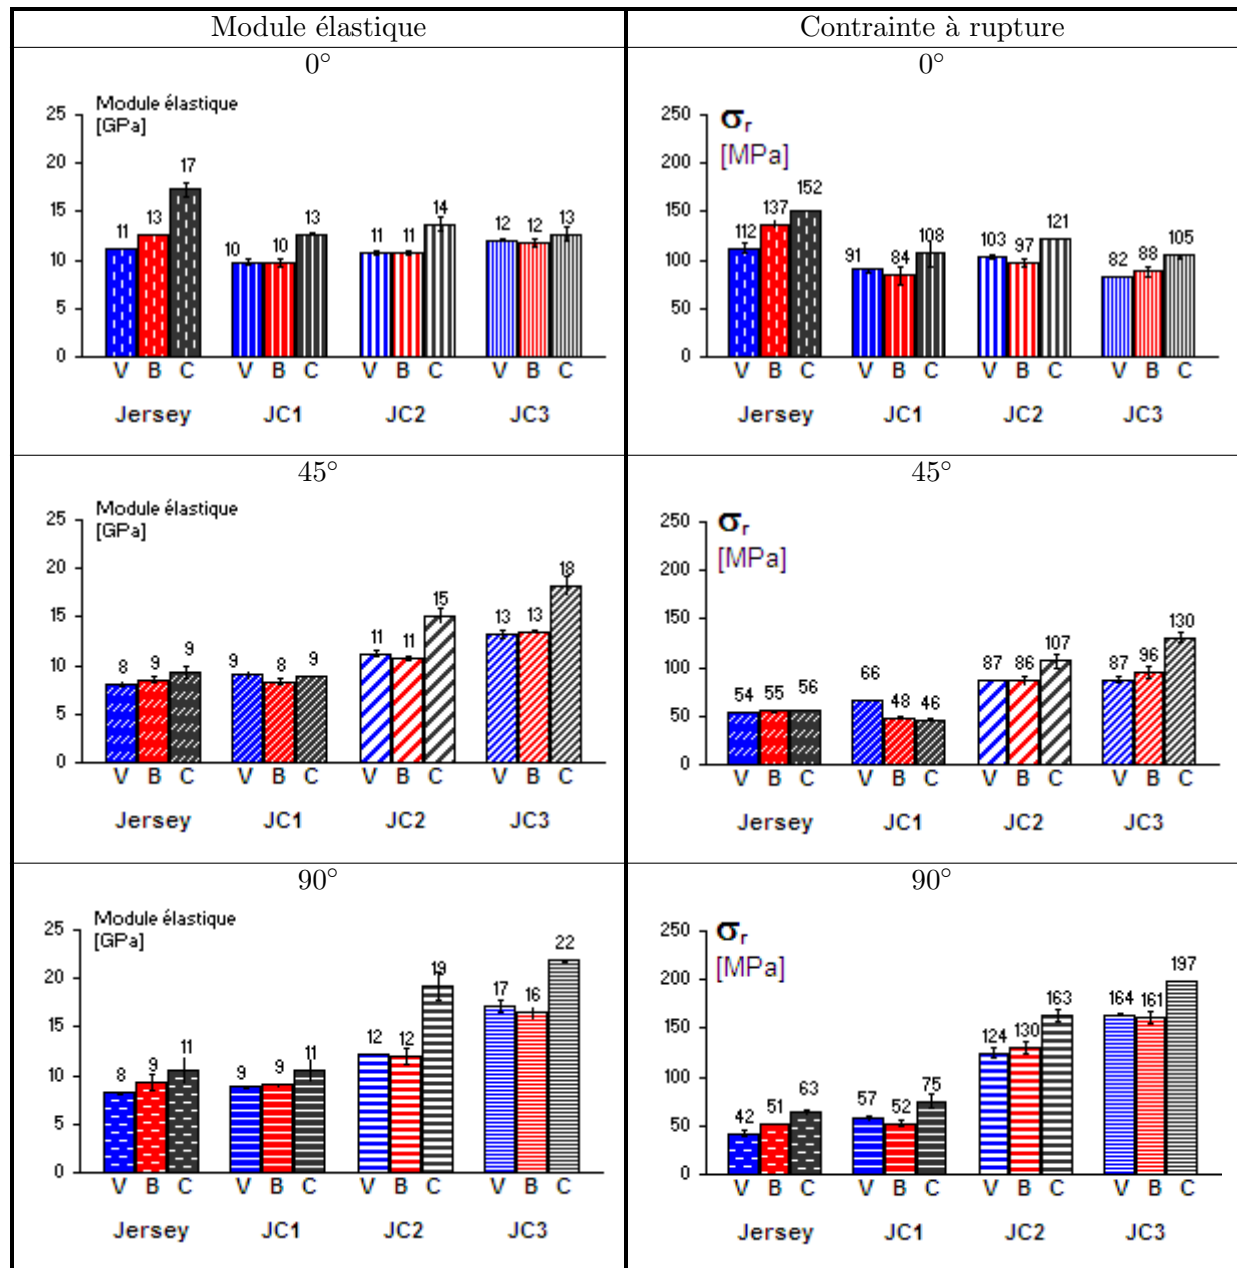 Module élastique
Contrainte à rupture
0°
0°
Module élastique
[GPa]
25
20
15
10
5
0
11 13 17
10 10 13
11 11 14
12 12 13
V B C V B C V B C V B C
Jersey JC1 JC2 JC3
σr
[MPa]
250
200
150
100
50
0
112 137 152
91 84 108
103 97 121
82 88 105
V B C V B C V B C V B C
Jersey JC1 JC2 JC3
45°
45°
Module élastique
[GPa]
25
20
15
10
5
0
8 9 9
9 8 9
11 11 15
13 13 18
V B C V B C V B C V B C
Jersey JC1 JC2 JC3
σr
[MPa]
250
200
150
100
50
0
54 55 56
66 48 46
87 86 107
87 96 130
V B C V B C V B C V B C
Jersey JC1 JC2 JC3
90°
90°
Module élastique
[GPa]
25
20
15
10
5
0
8 9 11
9 9 11
12 12 19
17 16 22
V B C V B C V B C V B C
Jersey JC1 JC2 JC3
σr
[MPa]
250
200
150
100
50
0
42 51 63
57 52 75
124 130 163
164 161 197
V B C V B C V B C V B C
Jersey JC1 JC2 JC3